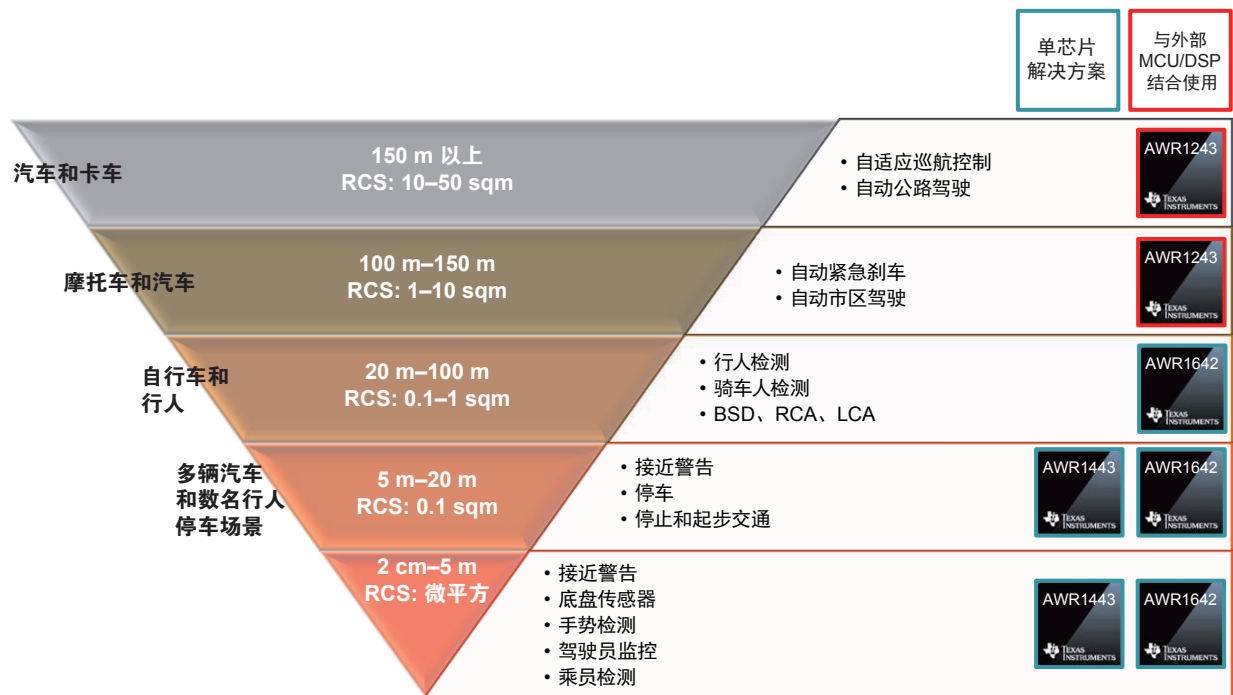 单芯片
解决方案
与外部
MCU/DSP
结合使用
汽车和卡车
150 m 以上
RCS: 10–50 sqm
• 自适应巡航控制
• 自动公路驾驶
AWR1243
TEXAS
INSTRUMENTS
摩托车和汽车
100 m–150 m
RCS: 1–10 sqm
• 自动紧急刹车
• 自动市区驾驶
AWR1243
TEXAS
INSTRUMENTS
自行车和
行人
20 m–100 m
RCS: 0.1–1 sqm
• 行人检测
• 骑车人检测
• BSD、RCA、LCA
AWR1642
TEXAS
INSTRUMENTS
多辆汽车
和数名行人
停车场景
5 m–20 m
RCS: 0.1 sqm
• 接近警告
• 停车
• 停止和起步交通
AWR1443
TEXAS
INSTRUMENTS
AWR1642
TEXAS
INSTRUMENTS
2 cm–5 m
RCS: 微平方
• 接近警告
• 底盘传感器
• 手势检测
• 驾驶员监控
• 乘员检测
AWR1443
TEXAS
INSTRUMENTS
AWR1642
TEXAS
INSTRUMENTS